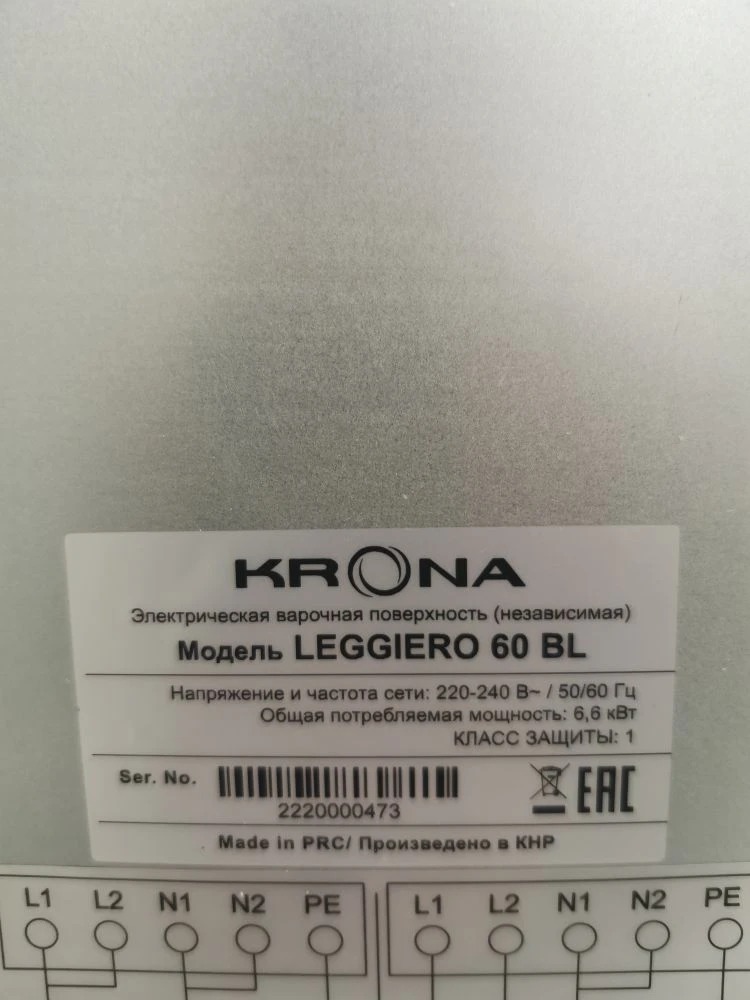 KRONA
Электрическая варочная поверхность (независимая)
Модель LEGGIERO 60 BL
Напряжение и частота сети: 220-240 В~ / 50/60 Гц
Общая потребляемая мощность: 6,6 кВт
КЛАСС ЗАЩИТЫ: 1
Ser. No.
2220000473
EAC
Made in PRC/ Произведено в КНР
L1 L2 N1 N2 PE
L1 L2 N1 N2 PE